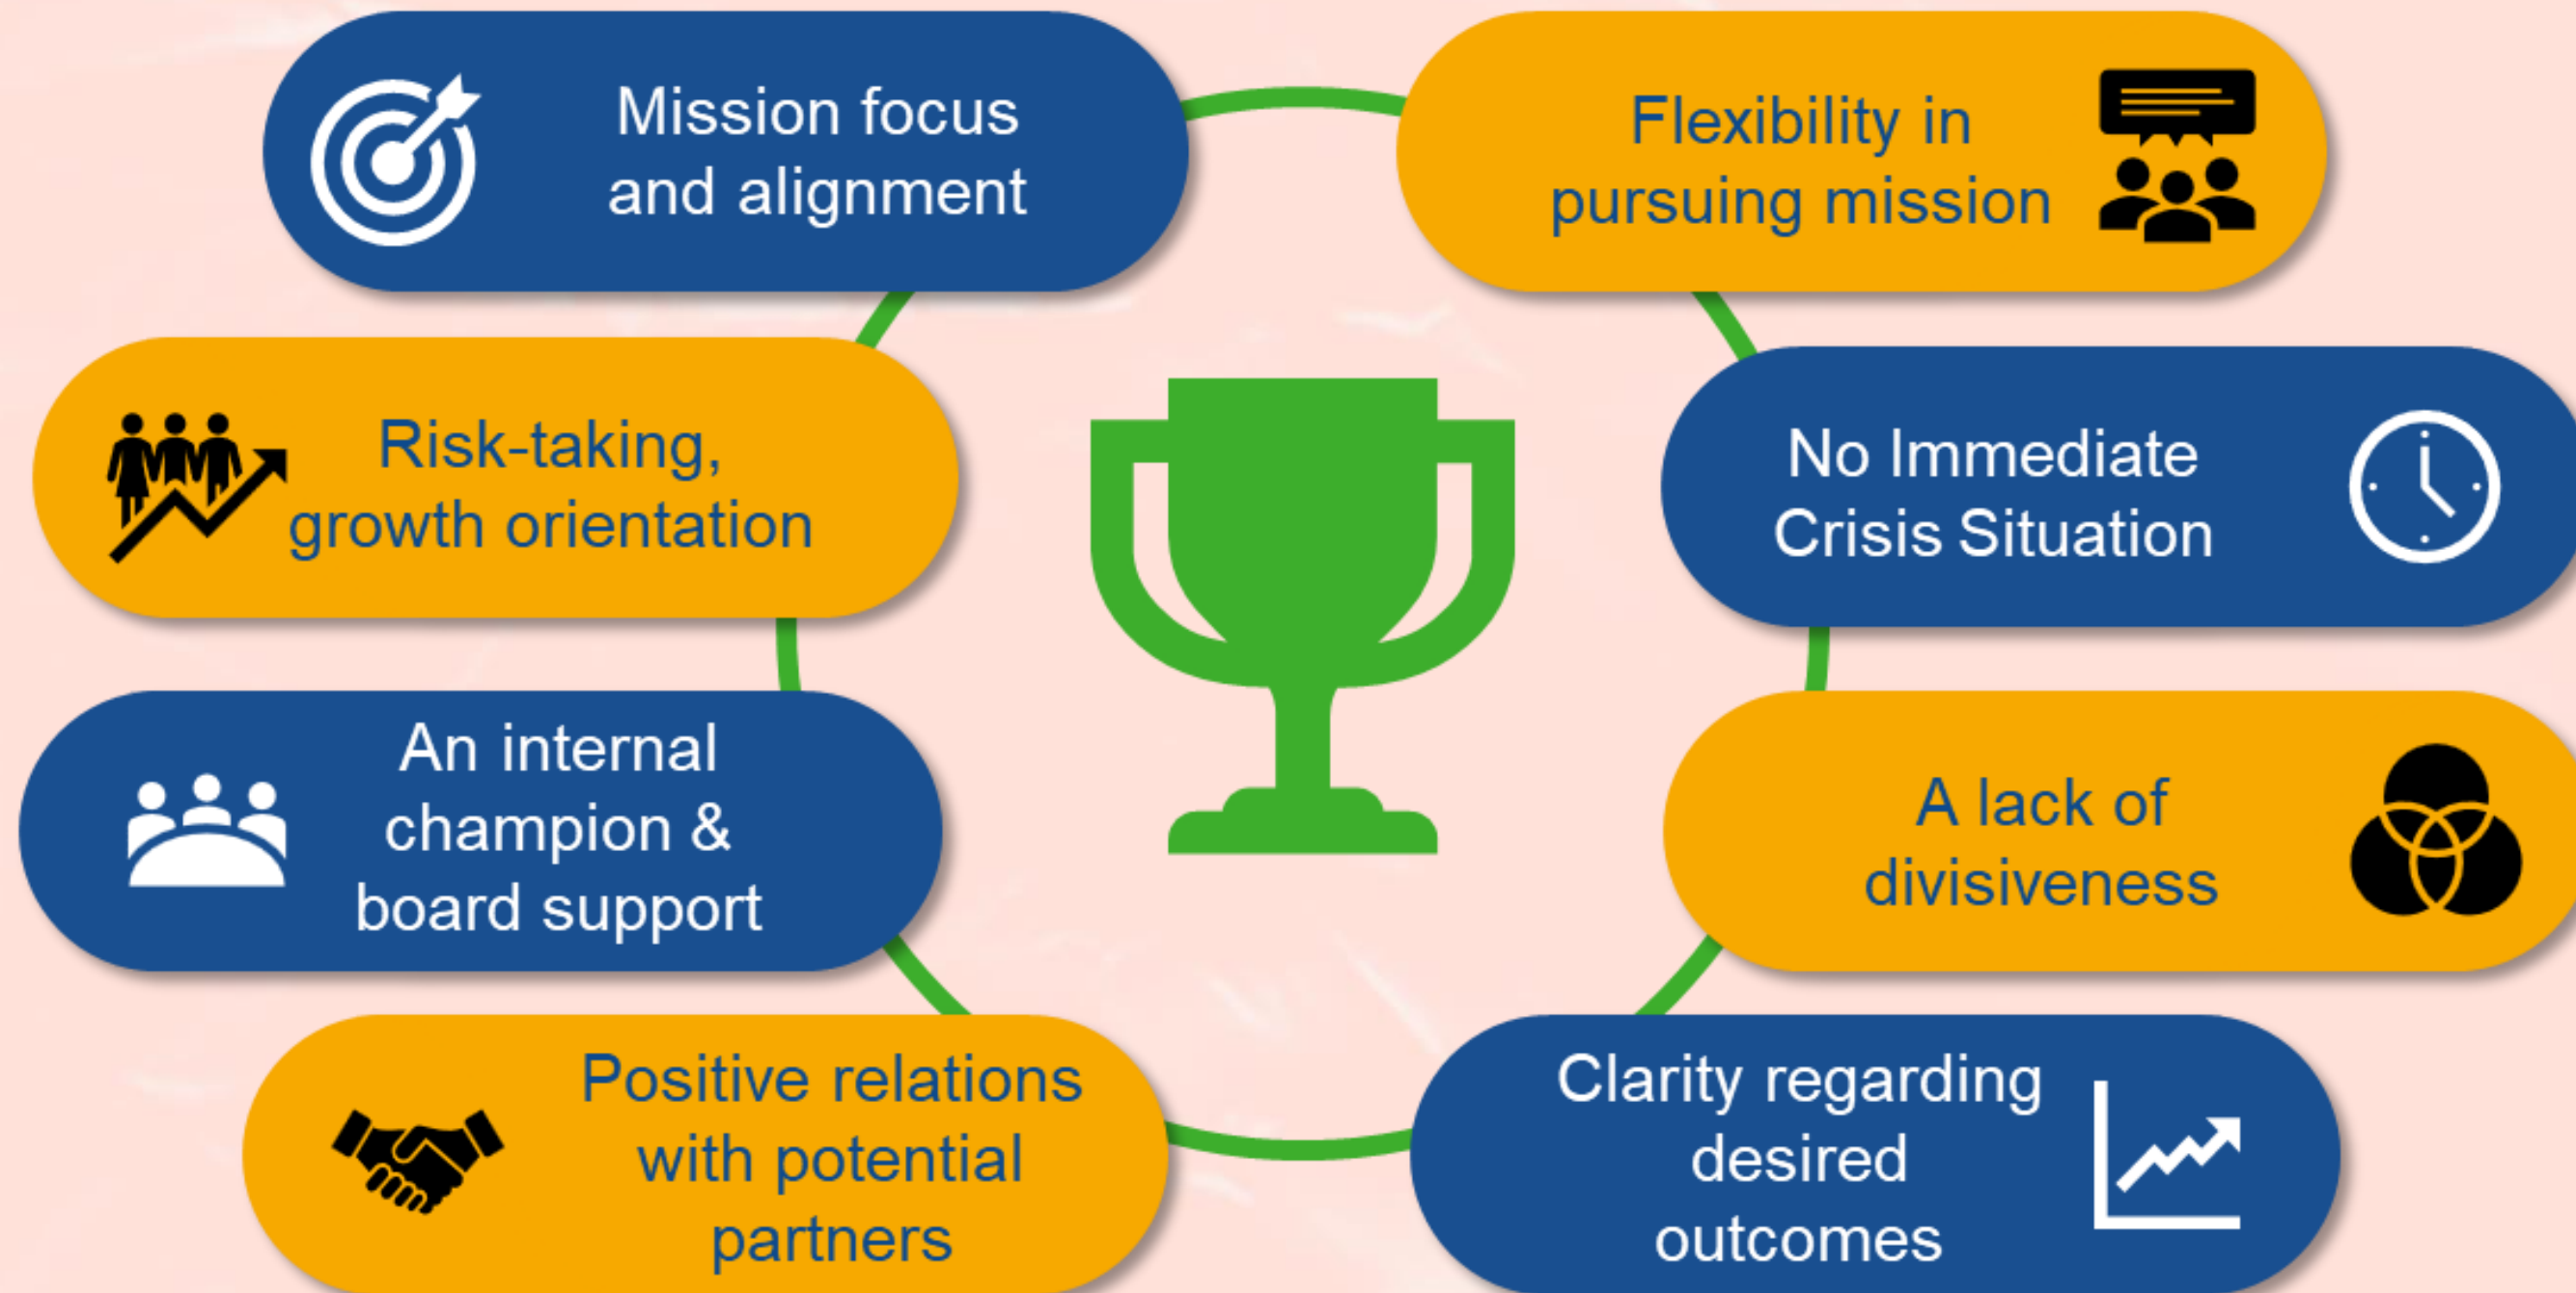 Mission focus
and alignment
Flexibility in
pursuing mission
Risk-taking,
growth orientation
No Immediate
Crisis Situation
An internal
champion &
board support
A lack of
divisiveness
Positive relations
with potential
partners
Clarity regarding
desired
outcomes